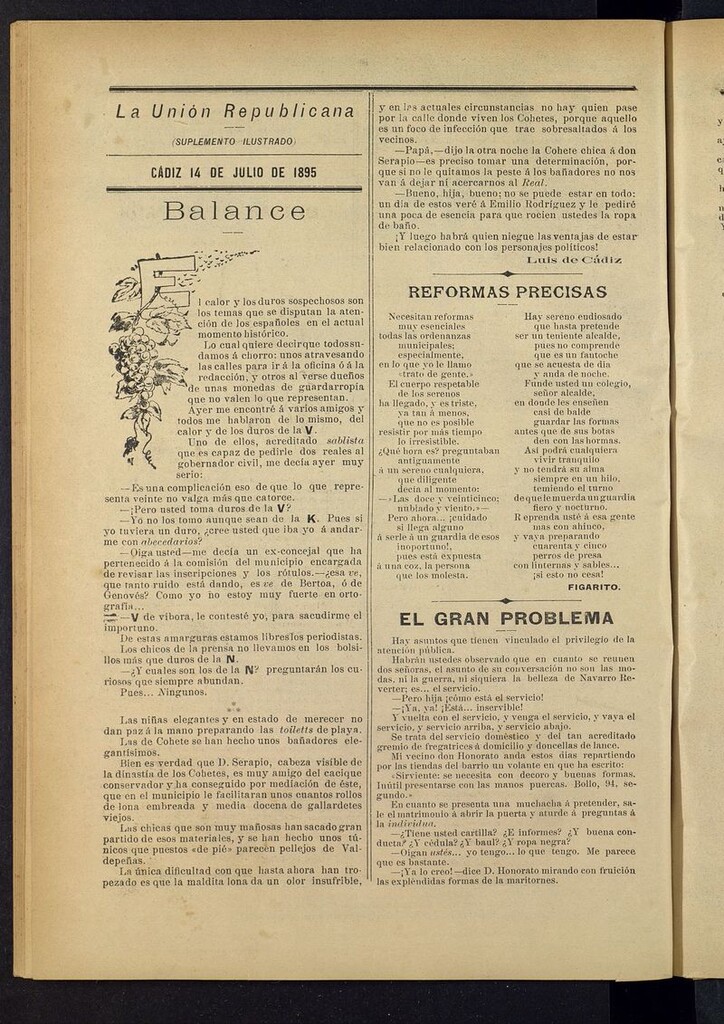 La Unión Republicana
(SUPLEMENTO ILUSTRADO)
CÁDIZ 14 DE JULIO DE 1895
Balance
El calor y los duros sospechosos son
los temas que se disputan la aten-
ción de los españoles en el actual
momento histórico.
Lo cual quiere decir que todos su-
damos á chorro: unos atravesando
las calles para ir á la oficina ó á la
redacción, y otros al verse dueños
de unas monedas de guardarropía
que no valen lo que representan.
Ayer me encontré á varios amigos y
todos me hablaron de lo mismo, del
calor y de los duros de la V.
Uno de ellos, acreditado sablista
que es capaz de pedirle dos reales al
gobernador civil, me decía ayer muy
serio:
—Es una complicación eso de que lo que repre-
senta veinte no valga más que catorce.
—¡Pero usted toma duros de la V?
—Yo no los tomo aunque sean de la K. Pues si
yo tuviera un duro, ¿cree usted que iba yo á andar-
me con abecedarios?
—Oiga usted—me decía un ex-concejal que ha
pertenecido á la comisión del municipio encargada
de revisar las inscripciones y los rótulos.—¿esa ve,
que tanto ruido está dando, es ve de Bertoa, ó de
Genovés? Como yo no estoy muy fuerte en orto-
grafía...
—V de vibora, le contesté yo, para sacudirme el
importuno.
De estas amarguras estamos libres los periodistas.
Los chicos de la prensa no llevamos en los bolsi-
llos más que duros de la N.
—¿Y cuales son los de la N? preguntarán los cu-
riosos que siempre abundan.
Pues... Ningunos.
Las niñas elegantes y en estado de merecer no
dan paz á la mano preparando las toiletts de playa.
Las de Cohete se han hecho unos bañadores ele-
gantísimos.
Bien es verdad que D. Serapio, cabeza visible de
la dinastía de los Cohetes, es muy amigo del cacique
conservador y ha conseguido por mediación de éste,
que en el municipio le facilitaran unos cuantos rollos
de lona embreada y media docena de gallardetes
viejos.
Las chicas que son muy mañosas han sacado gran
partido de esos materiales, y se han hecho unos tú-
nicos que puestos «de pié» parecen pellejos de Val-
depeñas.
La única dificultad con que hasta ahora han tro-
pezado es que la maldita lona da un olor insufrible,
y en las actuales circunstancias no hay quien pase
por la calle donde viven los Cohetes, porque aquello
es un foco de infección que trae sobresaltados á los
vecinos.
—Papá,—dijo la otra noche la Cohete chica á don
Serapio—es preciso tomar una determinación, por-
que si no le quitamos la peste á los bañadores no nos
van á dejar ni acercarnos al Real.
—Bueno, hija, bueno; no se puede estar en todo:
un dia de estos veré á Emilio Rodríguez y le pediré
una poca de esencia para que rocien ustedes la ropa
de baño.
¡Y luego habrá quien niegue las ventajas de estar
bien relacionado con los personajes políticos!
Luis de Cádiz
REFORMAS PRECISAS
Necesitan reformas
muy esenciales
todas las ordenanzas
municipales;
especialmente,
en lo que yo le llamo
«trato de gente.»
El cuerpo respetable
de los serenos
ha llegado, y es triste,
ya tan á menos,
que no es posible
resistir por más tiempo
lo irresistible.
¿Qué hora es? preguntaban
antiguamente
á un sereno cualquiera,
que diligente
decía al momento:
—«Las doce y veinticinco;
nublado y viento.»—
Pero ahora... ¡cuidado
si llega alguno
á serle á un guardia de esos
inoportuno!,
pues está expuesta
á una coz, la persona
que los molesta.
Hay sereno eudiosado
que hasta pretende
ser un teniente alcalde,
pues no comprende
que es un fantoche
que se acuesta de dia
y anda de noche.
Funde usted un colegio,
señor alcalde,
en donde les enseñen
casi de balde
guardar las formas
antes que de sus botas
den con las hormas.
Así podrá cualquiera
vivir tranquilo
y no tendrá su alma
siempre en un hilo,
temiendo el turno
de que le muerda un guardia
fiero y nocturno.
Reprenda usté á esa gente
mas con ahinco,
y vaya preparando
cuarenta y cinco
perros de presa
con linternas y sables...
¡si esto no cesa!
FIGARITO.
EL GRAN PROBLEMA
Hay asuntos que tienen vinculado el privilegio de la
atención pública.
Habrán ustedes observado que en cuanto se reunen
dos señoras, el asunto de su conversación no son las mo-
das, ni la guerra, ni siquiera la belleza de Navarro Re-
verter; es... el servicio.
—Pero hija ¡cómo está el servicio!
—¡Ya, ya! ¡Está... inservible!
Y vuelta con el servicio, y venga el servicio, y vaya el
servicio, y servicio arriba, y servicio abajo.
Se trata del servicio doméstico y del tan acreditado
gremio de fregatrices á domicilio y doncellas de lance.
Mi vecino don Honorato anda estos dias repartiendo
por las tiendas del barrio un volante en que ha escrito:
«Sirviente: se necesita con decoro y buenas formas.
Inútil presentarse con las manos puercas. Bollo, 94, se-
gundo.»
En cuanto se presenta una muchacha á pretender, sa-
le el matrimonio á abrir la puerta y aturde á preguntas á
la individua.
—¿Tiene usted cartilla? ¿E informes? ¿Y buena con-
ducta? ¿Y cédula? ¿Y baul? ¿Y ropa negra?
—Oigan ustés... yo tengo... lo que tengo. Me parece
que es bastante.
—¡Ya lo creo!—dice D. Honorato mirando con fruición
las expléndidas formas de la maritornes.